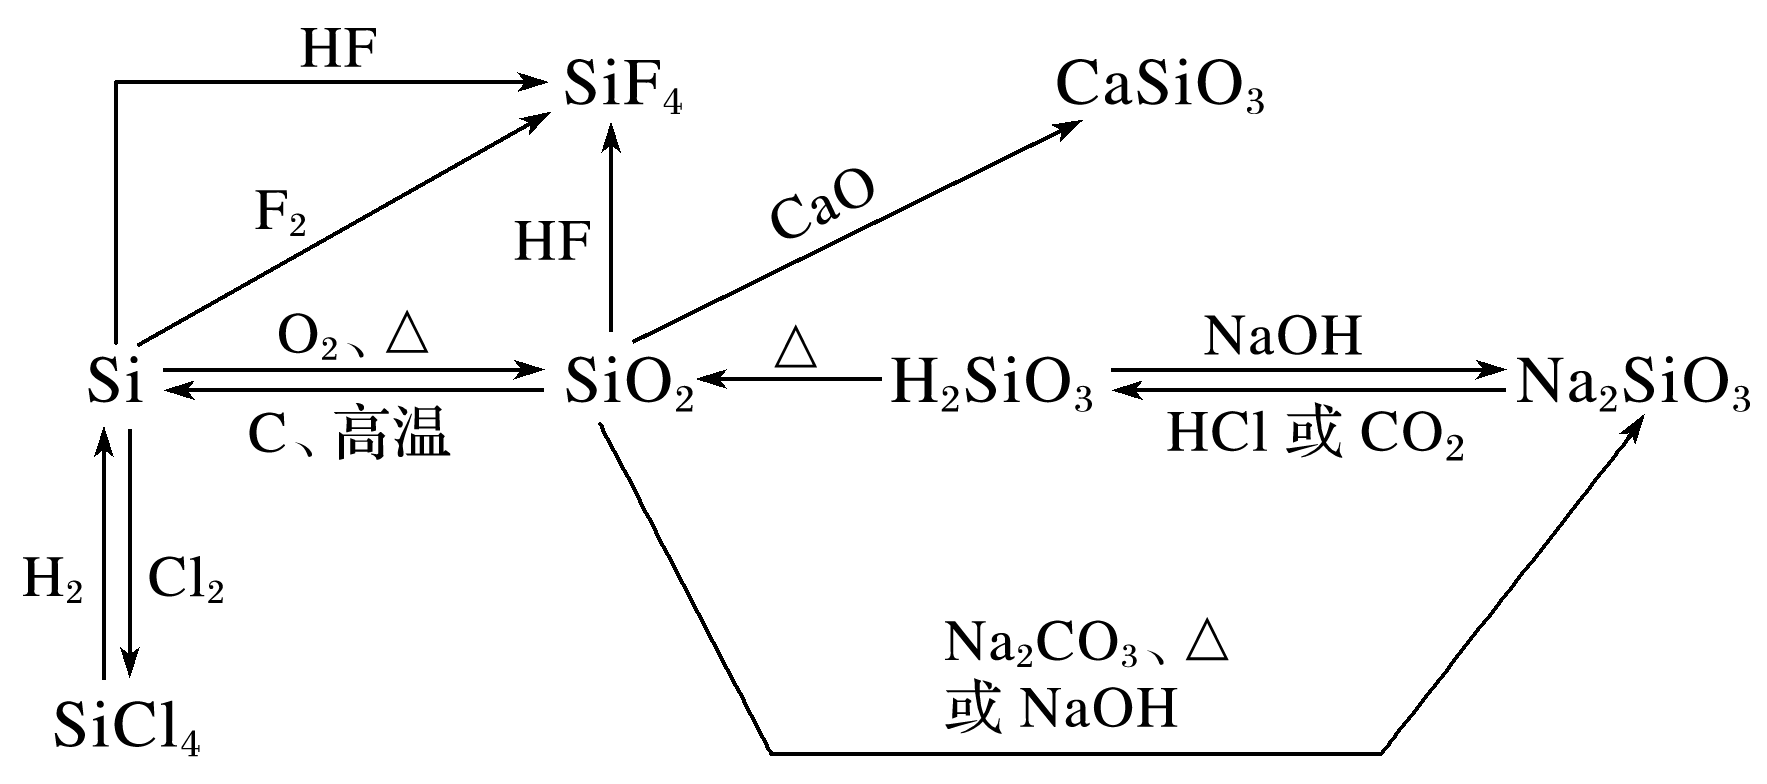 HF
SiF₄
CaSiO₃
F₂
HF
CaO
O₂、△
△
NaOH
Si
SiO₂
H₂SiO₃
Na₂SiO₃
C、高温
HCl 或 CO₂
H₂
Cl₂
Na₂CO₃、△
或 NaOH
SiCl₄